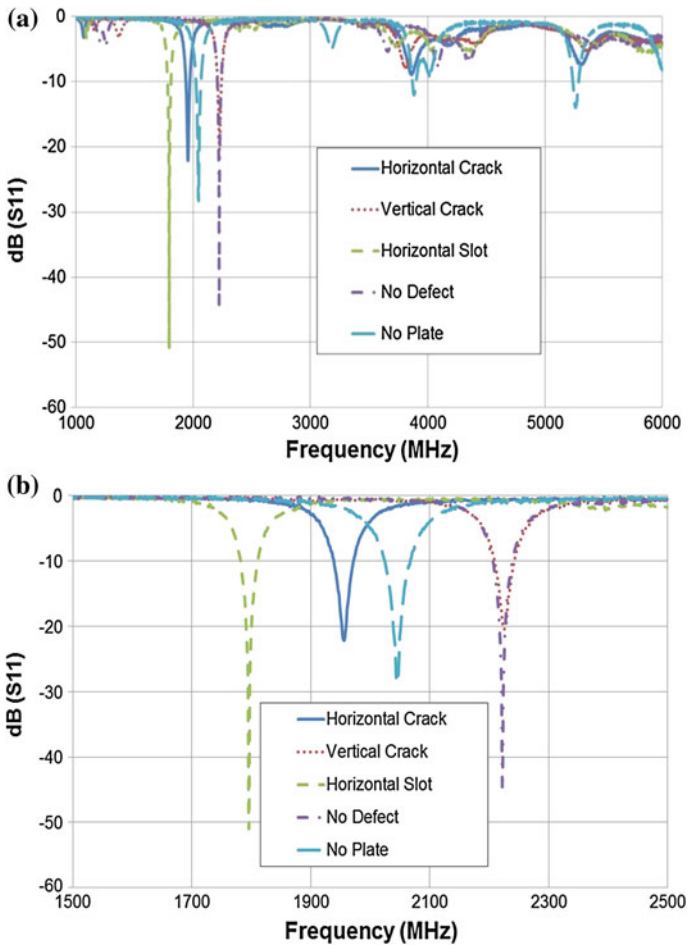 (a)
0
-10
-20
-30
-40
-50
-60
dB (S11)
Horizontal Crack
Vertical Crack
Horizontal Slot
No Defect
No Plate
1000 2000 3000 4000 5000 6000
Frequency (MHz)
(b)
0
-10
-20
-30
-40
-50
-60
dB (S11)
Horizontal Crack
Vertical Crack
Horizontal Slot
No Defect
No Plate
1500 1700 1900 2100 2300 2500
Frequency (MHz)